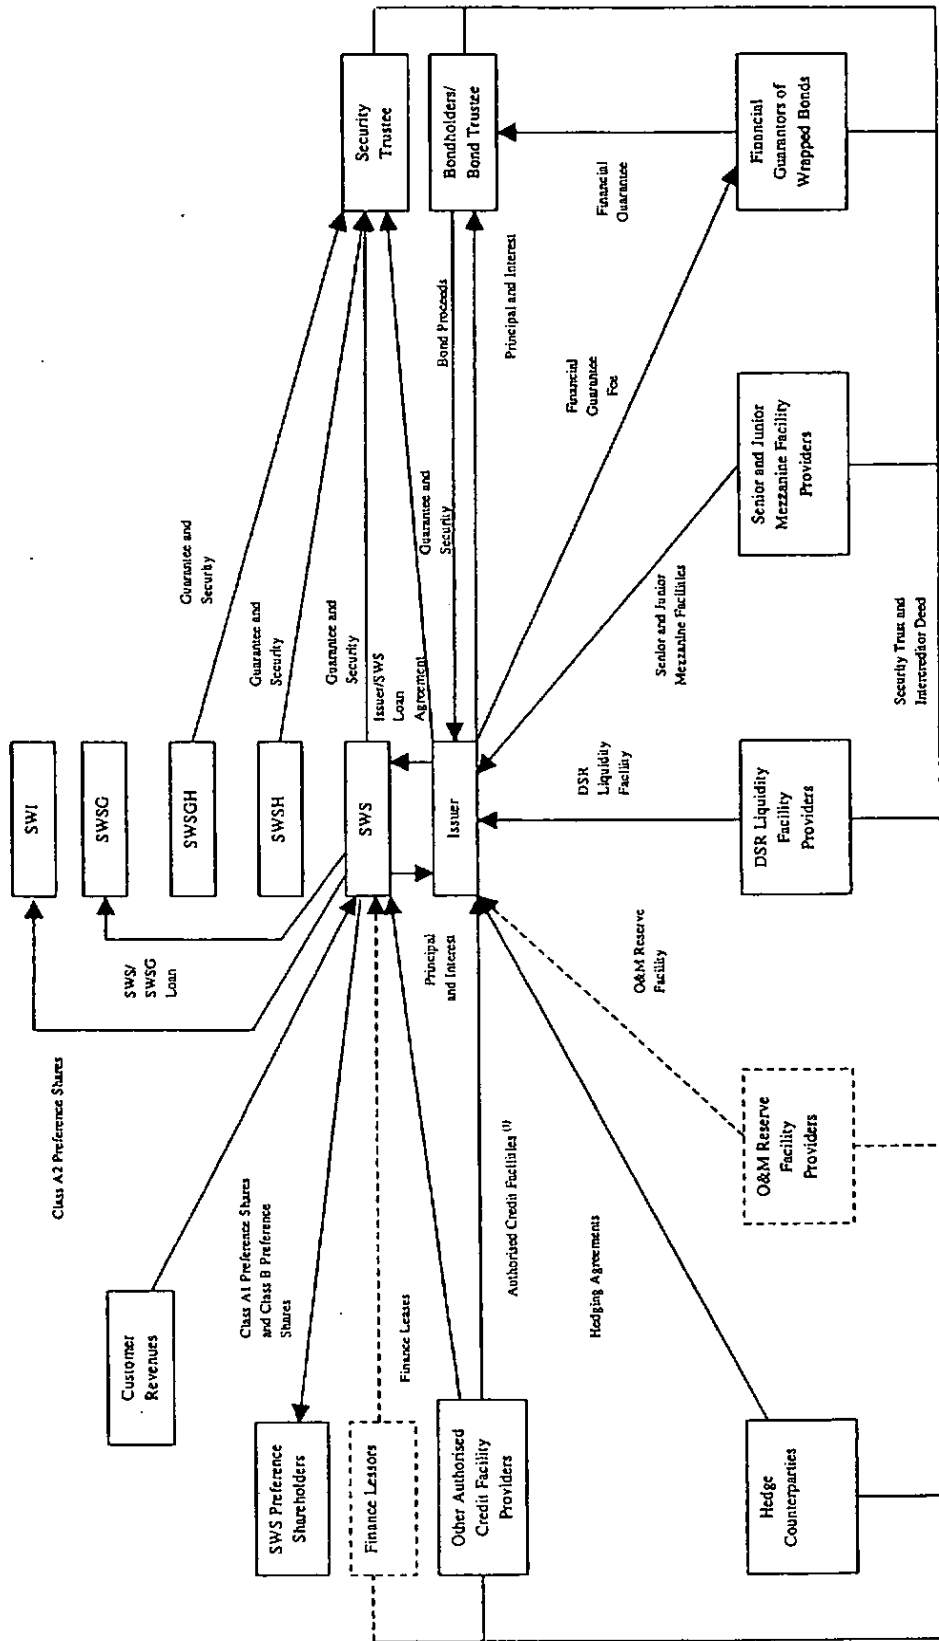 SWI
SWSG
SWSGH
SWSH
SWS
Issuer
Class A2 Preference Shares
SWS/
SWSG
Loan
Customer
Revenues
Class A1 Preference Shares
and Class B Preference
Shares
SWS Preference
Shareholders
Finance Lessors
Finance Leases
Other Authorised
Credit Facility
Providers
Authorised Credit Facilities (1)
Principal
and Interest
Issuer/SWS
Loan
Agreement
Guarantee and
Security
Guarantee and
Security
Guarantee and
Security
Guarantee and
Security
Security
Trustee
Bondholders/
Bond Trustee
Bond Proceeds
Principal and Interest
Financial
Guarantee
Financial
Guarantee
Fee
Hedging Agreements
O&M Reserve
Facility
DSR
Liquidity
Facility
Senior and Junior
Mezzanine Facilities
Hedge
Counterparties
O&M Reserve
Facility
Providers
DSR Liquidity
Facility
Providers
Senior and Junior
Mezzanine Facility
Providers
Financial
Guarantors of
Wrapped Bonds
Security Trust and
Intercreditor Deed